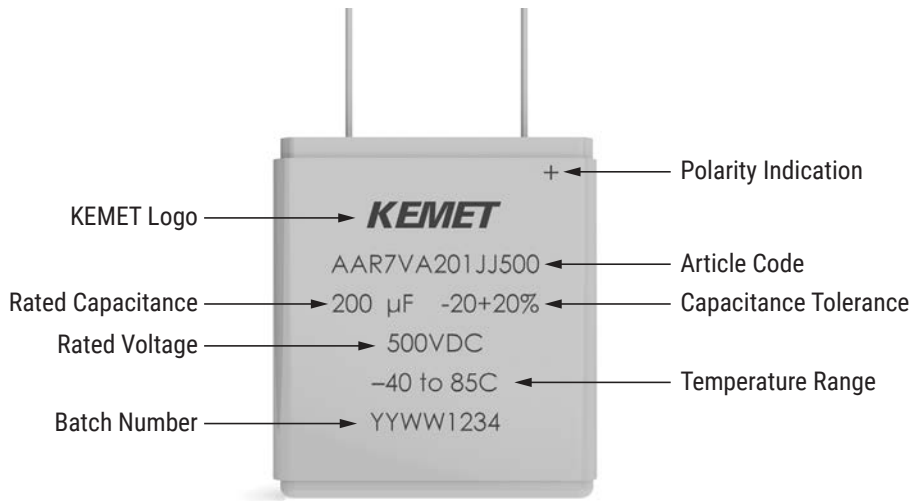 + Polarity Indication
KEMET Logo KEMET
AAR7VA201JJ500 Article Code
Rated Capacitance 200 µF -20+20% Capacitance Tolerance
Rated Voltage 500VDC
–40 to 85C Temperature Range
Batch Number YYWW1234